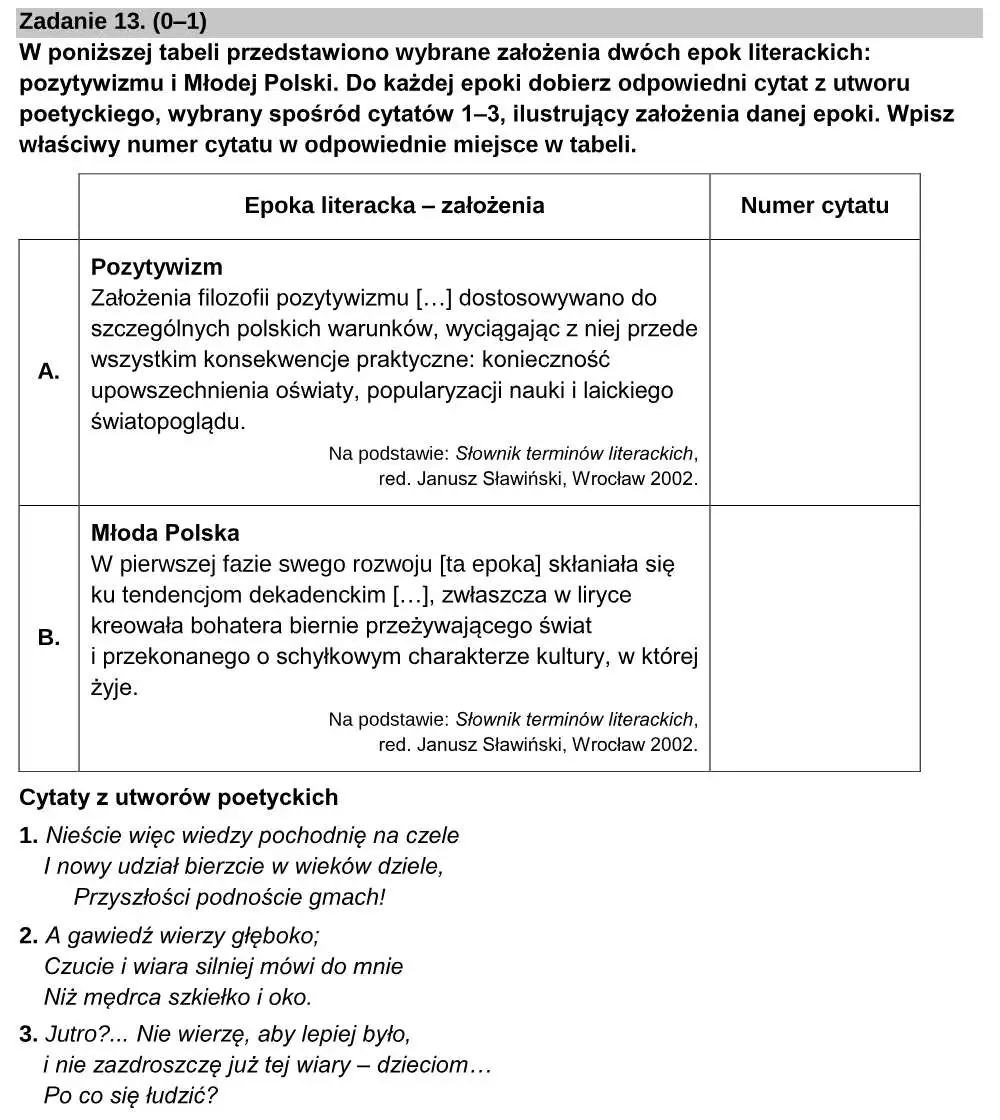 Zadanie 13. (0–1)
W poniższej tabeli przedstawiono wybrane założenia dwóch epok literackich:
pozytywizmu i Młodej Polski. Do każdej epoki dobierz odpowiedni cytat z utworu
poetyckiego, wybrany spośród cytatów 1–3, ilustrujący założenia danej epoki. Wpisz
właściwy numer cytatu w odpowiednie miejsce w tabeli.
Epoka literacka – założenia
Numer cytatu
A.
Pozytywizm
Założenia filozofii pozytywizmu […] dostosowywano do
szczególnych polskich warunków, wyciągając z niej przede
wszystkim konsekwencje praktyczne: konieczność
upowszechnienia oświaty, popularyzacji nauki i laickiego
światopoglądu.
Na podstawie: Słownik terminów literackich,
red. Janusz Sławiński, Wrocław 2002.
B.
Młoda Polska
W pierwszej fazie swego rozwoju [ta epoka] skłaniała się
ku tendencjom dekadenckim […], zwłaszcza w liryce
kreowała bohatera biernie przeżywającego świat
i przekonanego o schyłkowym charakterze kultury, w której
żyje.
Na podstawie: Słownik terminów literackich,
red. Janusz Sławiński, Wrocław 2002.
Cytaty z utworów poetyckich
1. Nieście więc wiedzy pochodnię na czele
I nowy udział bierzcie w wieków dziele,
Przyszłości podnoście gmach!
2. A gawiedź wierzy głęboko;
Czucie i wiara silniej mówi do mnie
Niż mędrca szkiełko i oko.
3. Jutro?... Nie wierzę, aby lepiej było,
i nie zazdroszczę już tej wiary – dzieciom…
Po co się łudzić?